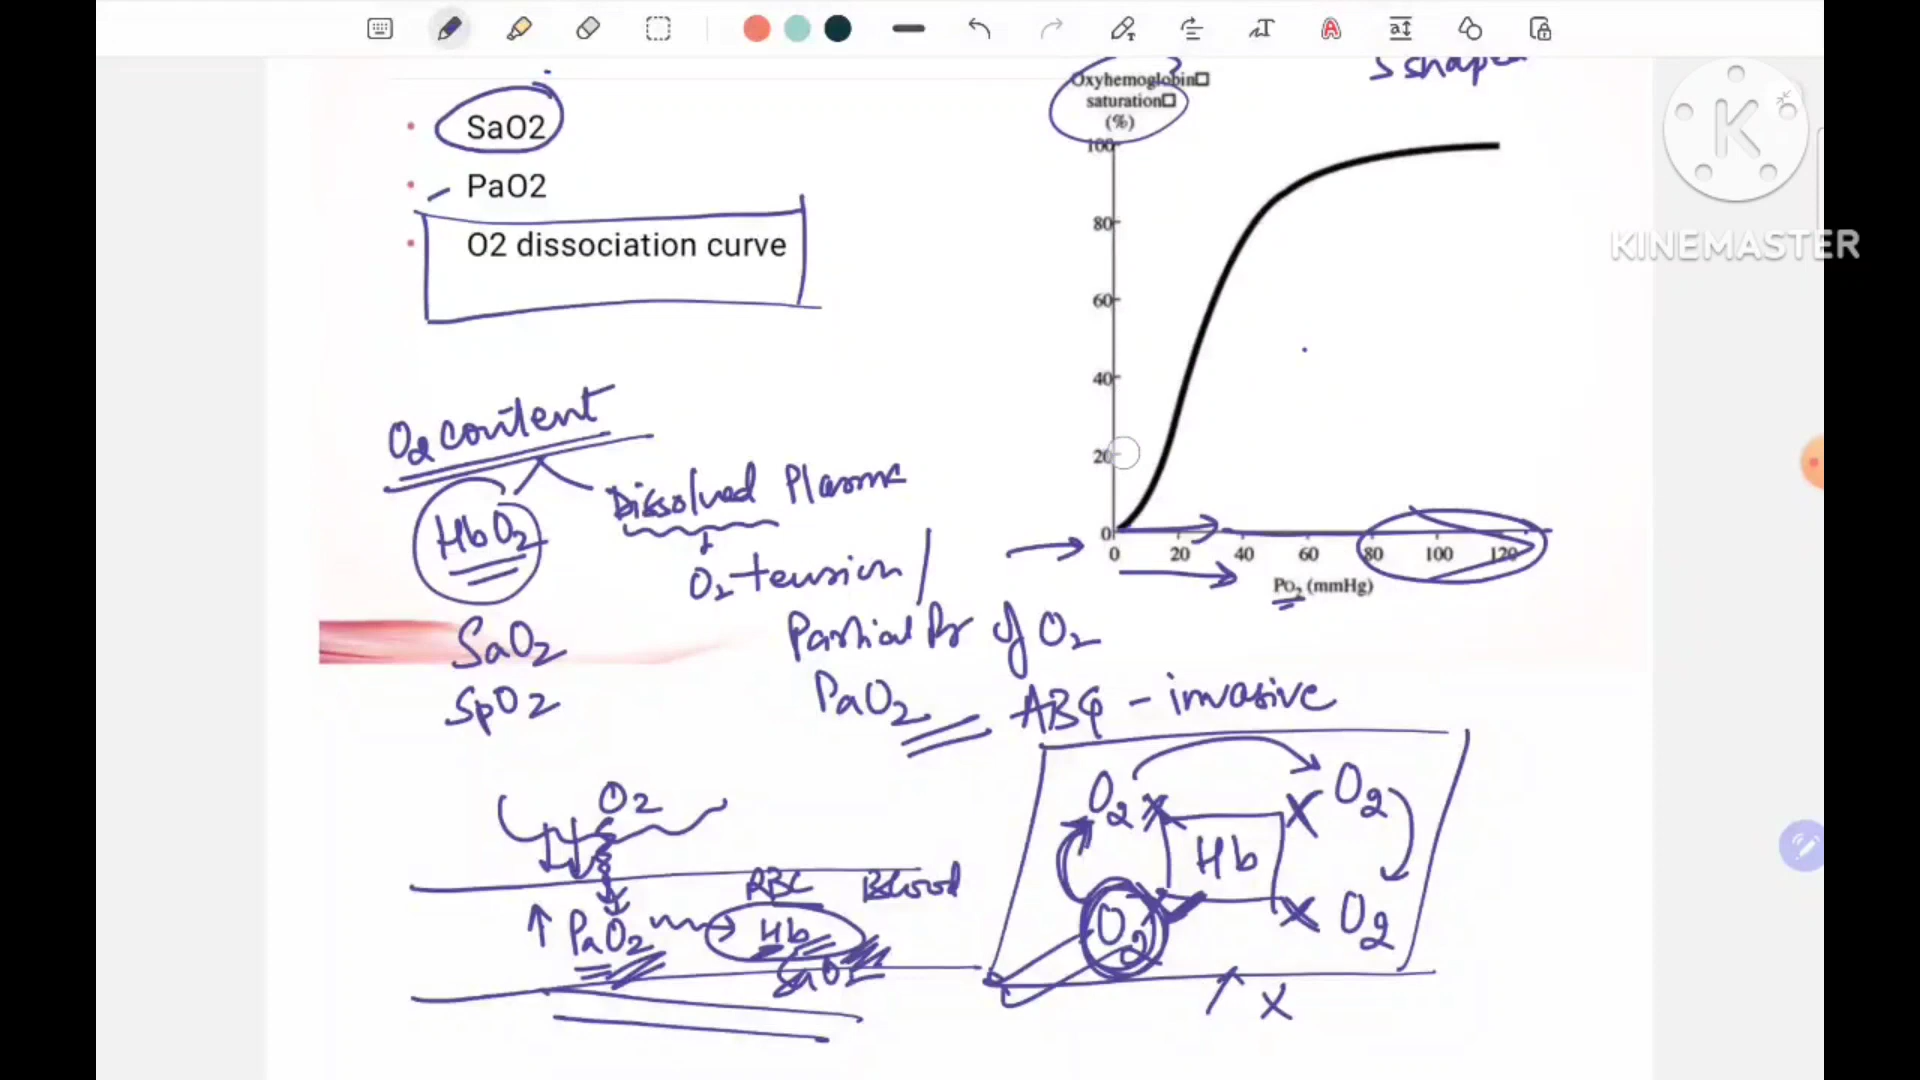 S shaped
Oxyhemoglobin
saturation
(%)
SaO2
PaO2
O2 dissociation curve
KINEMASTER
100
80
60
40
20
0
0 20 40 60 80 100 120
PO2 (mmHg)
O2 content
HbO2
Dissolved Plasma
O2 tension /
Partial Pr of O2
SaO2
SpO2
PaO2
ABG - invasive
O2
RBC Blood
↑ PaO2
Hb
SaO2
O2 O2
Hb
O2 O2
X